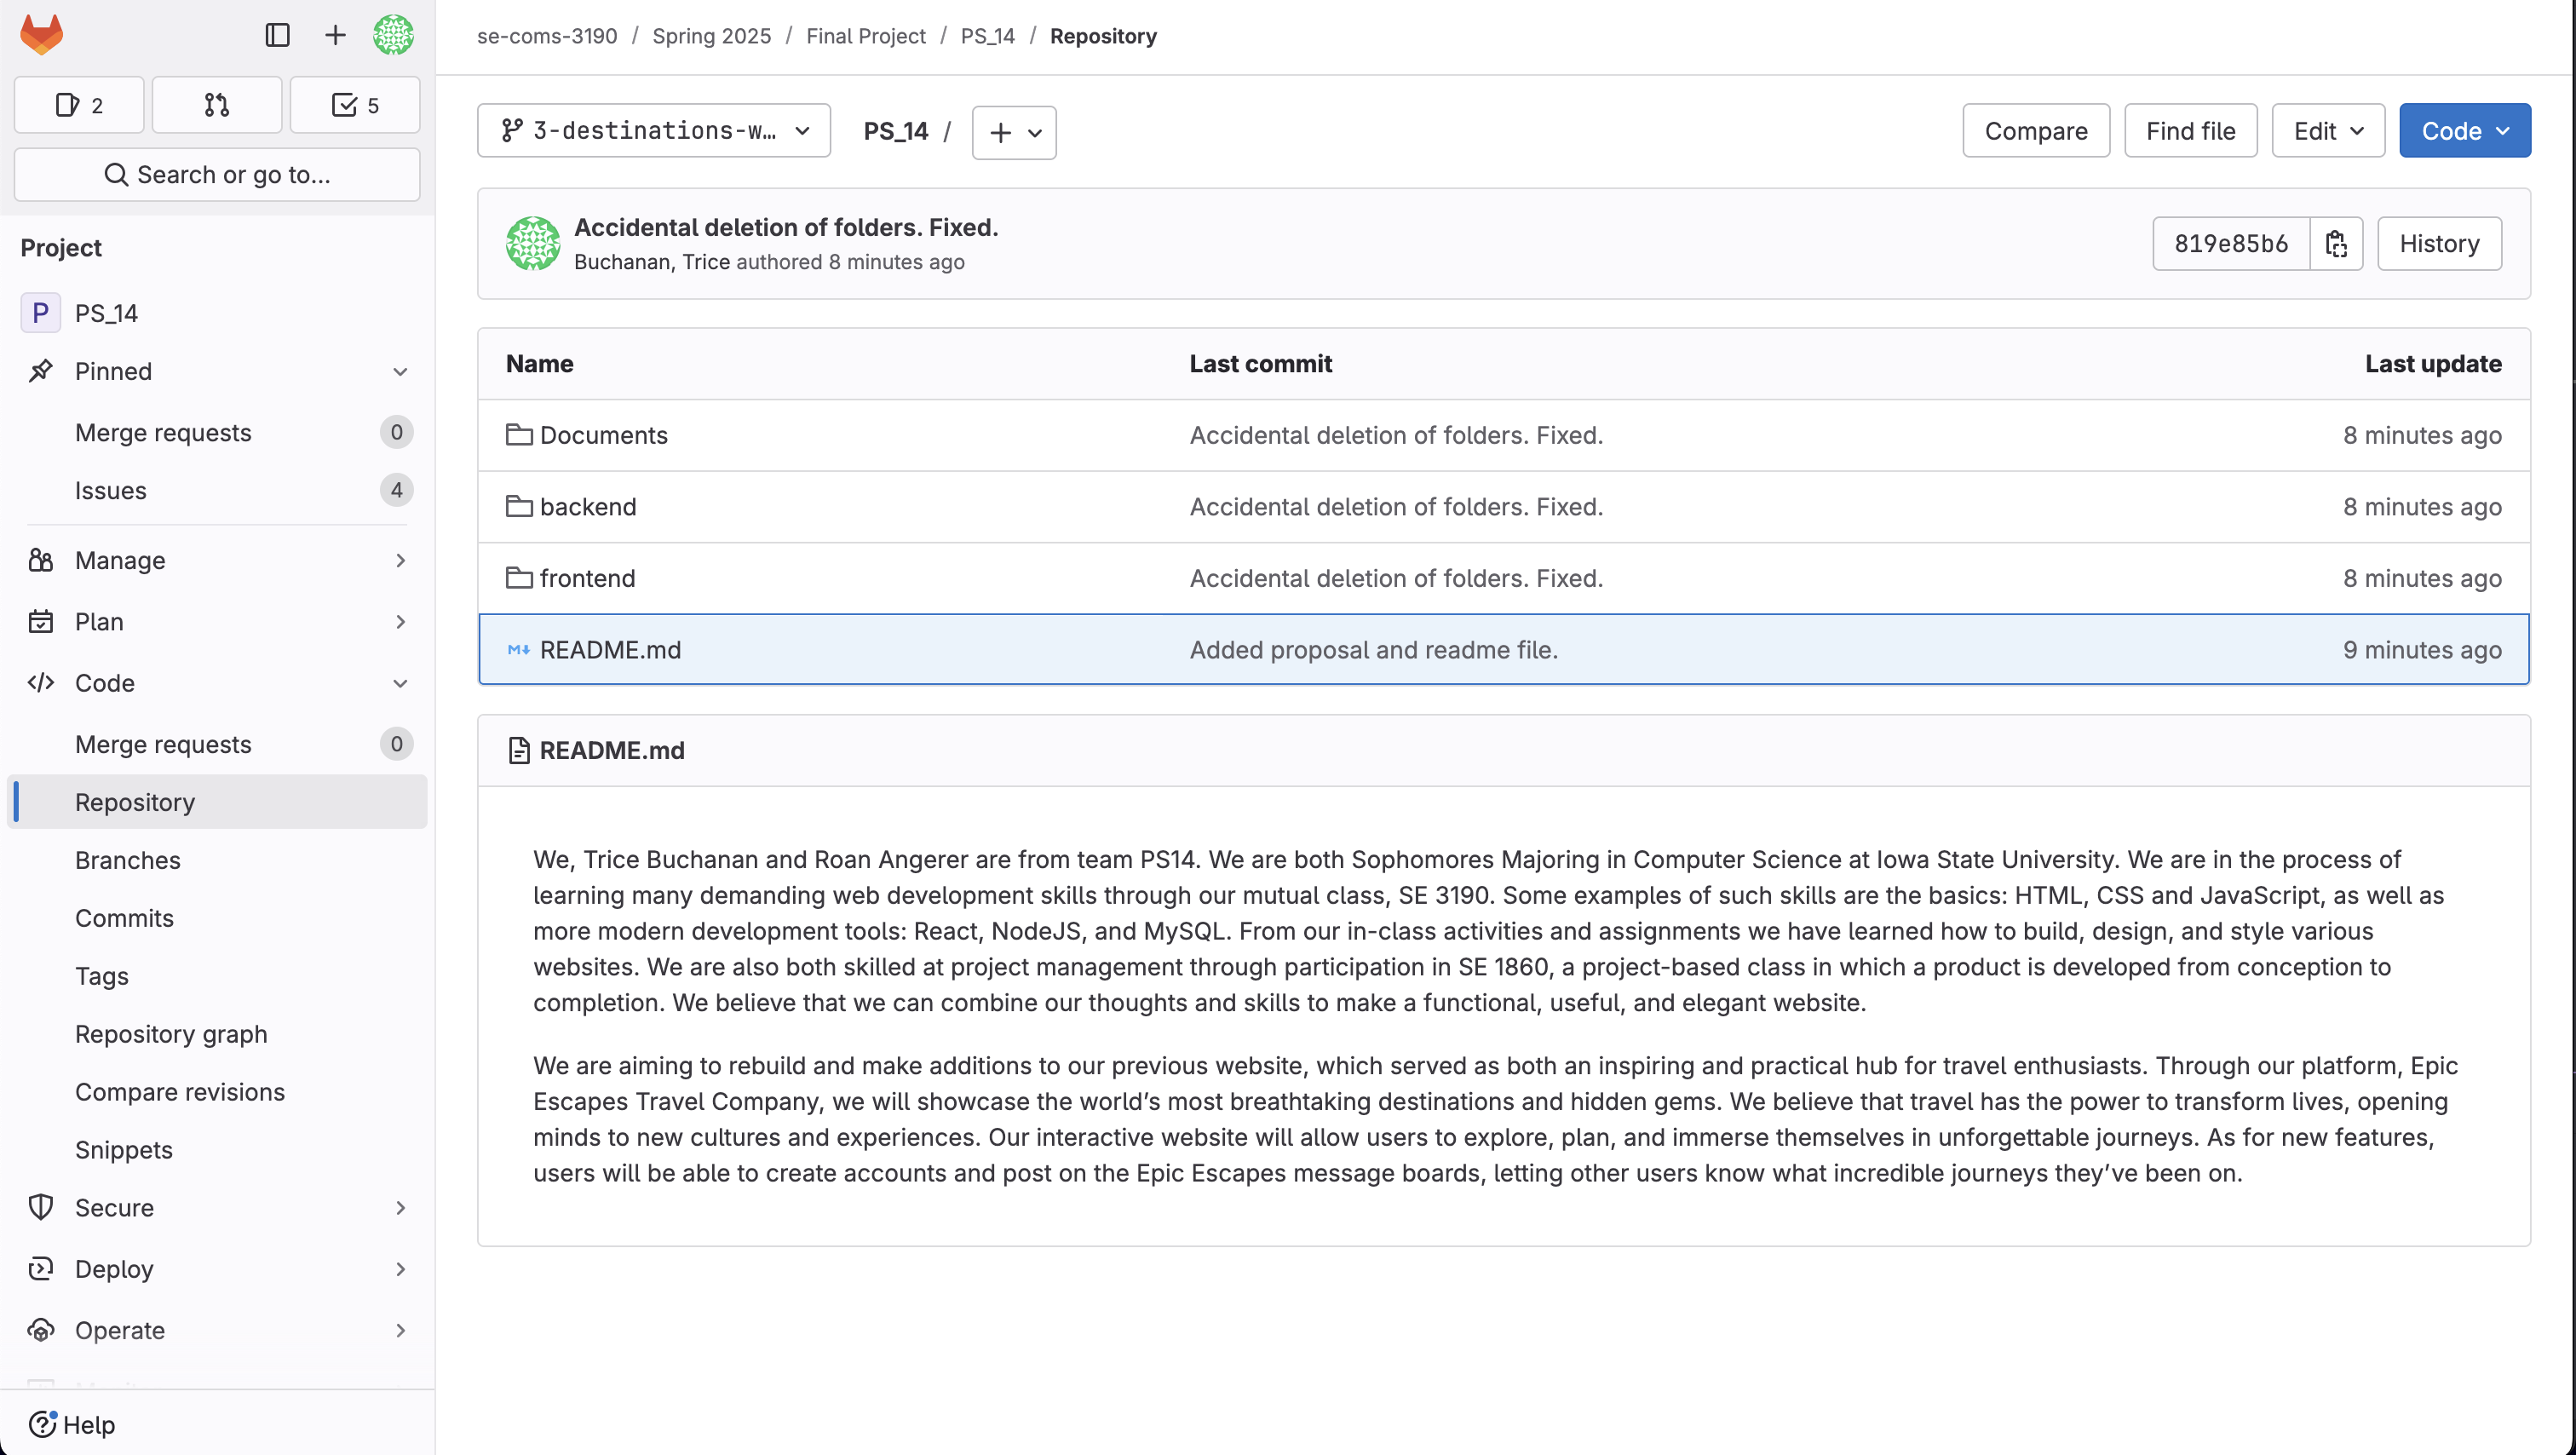 se-coms-3190 / Spring 2025 / Final Project / PS_14 / Repository
2
5
Search or go to...
Project
P PS_14
Pinned
Merge requests 0
Issues 4
Manage
Plan
Code
Merge requests 0
Repository
Branches
Commits
Tags
Repository graph
Compare revisions
Snippets
Secure
Deploy
Operate
Help
3-destinations-w… PS_14 / +
Compare Find file Edit Code
Accidental deletion of folders. Fixed.
Buchanan, Trice authored 8 minutes ago
819e85b6 History
Name Last commit Last update
Documents Accidental deletion of folders. Fixed. 8 minutes ago
backend Accidental deletion of folders. Fixed. 8 minutes ago
frontend Accidental deletion of folders. Fixed. 8 minutes ago
README.md Added proposal and readme file. 9 minutes ago
README.md
We, Trice Buchanan and Roan Angerer are from team PS14. We are both Sophomores Majoring in Computer Science at Iowa State University. We are in the process of
learning many demanding web development skills through our mutual class, SE 3190. Some examples of such skills are the basics: HTML, CSS and JavaScript, as well as
more modern development tools: React, NodeJS, and MySQL. From our in-class activities and assignments we have learned how to build, design, and style various
websites. We are also both skilled at project management through participation in SE 1860, a project-based class in which a product is developed from conception to
completion. We believe that we can combine our thoughts and skills to make a functional, useful, and elegant website.
We are aiming to rebuild and make additions to our previous website, which served as both an inspiring and practical hub for travel enthusiasts. Through our platform, Epic
Escapes Travel Company, we will showcase the world’s most breathtaking destinations and hidden gems. We believe that travel has the power to transform lives, opening
minds to new cultures and experiences. Our interactive website will allow users to explore, plan, and immerse themselves in unforgettable journeys. As for new features,
users will be able to create accounts and post on the Epic Escapes message boards, letting other users know what incredible journeys they’ve been on.